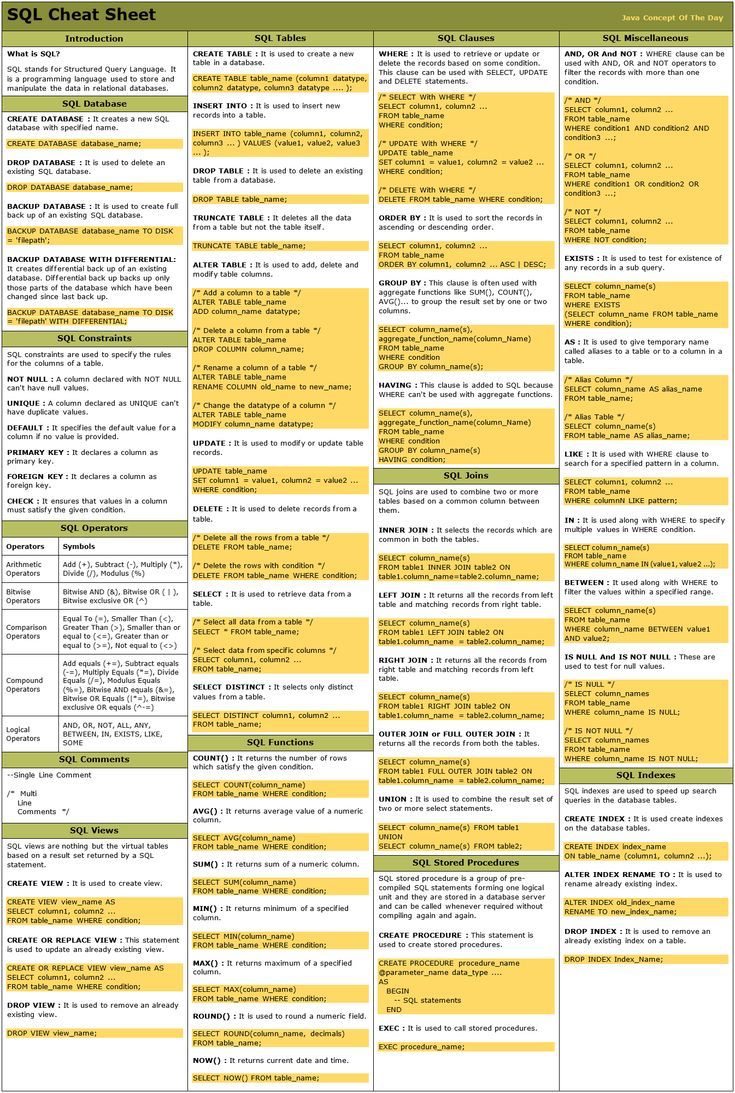 SQL Cheat Sheet
Java Concept Of The Day
Introduction
What is SQL?
SQL stands for Structured Query Language. It
is a programming language used to store and
manipulate the data in relational databases.
SQL Database
CREATE DATABASE : It creates a new SQL
database with specified name.
CREATE DATABASE database_name;
DROP DATABASE : It is used to delete an
existing SQL database.
DROP DATABASE database_name;
BACKUP DATABASE : It is used to create full
back up of an existing SQL database.
BACKUP DATABASE database_name TO DISK
= 'filepath';
BACKUP DATABASE WITH DIFFERENTIAL:
It creates differential back up of an existing
database. Differential back up backs up only
those parts of the database which have been
changed since last back up.
BACKUP DATABASE database_name TO DISK
= 'filepath' WITH DIFFERENTIAL;
SQL Constraints
SQL constraints are used to specify the rules
for the columns of a table.
NOT NULL : A column declared with NOT NULL
can't have null values.
UNIQUE : A column declared as UNIQUE can't
have duplicate values.
DEFAULT : It specifies the default value for a
column if no value is provided.
PRIMARY KEY : It declares a column as
primary key.
FOREIGN KEY : It declares a column as
foreign key.
CHECK : It ensures that values in a column
must satisfy the given condition.
SQL Operators
Operators Symbols
Arithmetic Operators
Add (+), Subtract (-), Multiply (*),
Divide (/), Modulus (%)
Bitwise Operators
Bitwise AND (&), Bitwise OR ( | ),
Bitwise exclusive OR (^)
Comparison Operators
Equal To (=), Smaller Than (<),
Greater Than (>), Smaller than or
equal to (<=), Greater than or
equal to (>=), Not equal to (<>)
Compound Operators
Add equals (+=), Subtract equals
(-=), Multiply Equals (*=), Divide
Equals (/=), Modulus Equals
(%=), Bitwise AND equals (&=),
Bitwise OR Equals (|*=), Bitwise
exclusive OR equals (^-=)
Logical Operators
AND, OR, NOT, ALL, ANY,
BETWEEN, IN, EXISTS, LIKE,
SOME
SQL Comments
--Single Line Comment
/* Multi
Line
Comments */
SQL Views
SQL views are nothing but the virtual tables
based on a result set returned by a SQL
statement.
CREATE VIEW : It is used to create view.
CREATE VIEW view_name AS
SELECT column1, column2 ...
FROM table_name WHERE condition;
CREATE OR REPLACE VIEW : This statement
is used to update an already existing view.
CREATE OR REPLACE VIEW view_name AS
SELECT column1, column2 ...
FROM table_name WHERE condition;
DROP VIEW : It is used to remove an already
existing view.
DROP VIEW view_name;
SQL Tables
CREATE TABLE : It is used to create a new
table in a database.
CREATE TABLE table_name (column1 datatype,
column2 datatype, column3 datatype .... );
INSERT INTO : It is used to insert new
records into a table.
INSERT INTO table_name (column1, column2,
column3 ... ) VALUES (value1, value2, value3
... );
DROP TABLE : It is used to delete an existing
table from a database.
DROP TABLE table_name;
TRUNCATE TABLE : It deletes all the data
from a table but not the table itself.
TRUNCATE TABLE table_name;
ALTER TABLE : It is used to add, delete and
modify table columns.
/* Add a column to a table */
ALTER TABLE table_name
ADD column_name datatype;
/* Delete a column from a table */
ALTER TABLE table_name
DROP COLUMN column_name;
/* Rename a column of a table */
ALTER TABLE table_name
RENAME COLUMN old_name to new_name;
/* Change the datatype of a column */
ALTER TABLE table_name
MODIFY column_name datatype;
UPDATE : It is used to modify or update table
records.
UPDATE table_name
SET column1 = value1, column2 = value2 ...
WHERE condition;
DELETE : It is used to delete records from a
table.
/* Delete all the rows from a table */
DELETE FROM table_name;
/* Delete the rows with condition */
DELETE FROM table_name WHERE condition;
SELECT : It is used to retrieve data from a
table.
/* Select all data from a table */
SELECT * FROM table_name;
/* Select data from specific columns */
SELECT column1, column2 ...
FROM table_name;
SELECT DISTINCT : It selects only distinct
values from a table.
SELECT DISTINCT column1, column2 ...
FROM table_name;
SQL Functions
COUNT() : It returns the number of rows
which satisfy the given condition.
SELECT COUNT(column_name)
FROM table_name WHERE condition;
AVG() : It returns average value of a numeric
column.
SELECT AVG(column_name)
FROM table_name WHERE condition;
SUM() : It returns sum of a numeric column.
SELECT SUM(column_name)
FROM table_name WHERE condition;
MIN() : It returns minimum of a specified
column.
SELECT MIN(column_name)
FROM table_name WHERE condition;
MAX() : It returns maximum of a specified
column.
SELECT MAX(column_name)
FROM table_name WHERE condition;
ROUND() : It is used to round a numeric field.
SELECT ROUND(column_name, decimals)
FROM table_name WHERE condition;
NOW() : It returns current date and time.
SELECT NOW() FROM table_name;
SQL Clauses
WHERE : It is used to retrieve or update or
delete the records based on some condition.
This clause can be used with SELECT, UPDATE
and DELETE statements.
/* SELECT With WHERE */
SELECT column1, column2 ...
FROM table_name
WHERE condition;
/* UPDATE With WHERE */
UPDATE table_name
SET column1 = value1, column2 = value2 ...
WHERE condition;
/* DELETE With WHERE */
DELETE FROM table_name WHERE condition;
ORDER BY : It is used to sort the records in
ascending or descending order.
SELECT column1, column2 ...
FROM table_name
ORDER BY column1, column2 ... ASC | DESC;
GROUP BY : This clause is often used with
aggregate functions like SUM(), COUNT(),
AVG()... to group the result set by one or two
columns.
SELECT column_name(s),
aggregate_function_name(column_name)
FROM table_name
WHERE condition
GROUP BY column_name(s);
HAVING : This clause is added to SQL because
WHERE can't be used with aggregate functions.
SELECT column_name(s),
aggregate_function_name(column_Name)
FROM table_name
WHERE condition
GROUP BY column_name(s)
HAVING condition;
SQL Joins
SQL joins are used to combine two or more
tables based on a common column between
them.
INNER JOIN : It selects the records which are
common in both the tables.
SELECT column_name(s)
FROM table1 INNER JOIN table2 ON
table1.column_name=table2.column_name;
LEFT JOIN : It returns all the records from left
table and matching records from right table.
SELECT column_name(s)
FROM table1 LEFT JOIN table2 ON
table1.column_name = table2.column_name;
RIGHT JOIN : It returns all the records from
right table and matching records from left
table.
SELECT column_name(s)
FROM table1 RIGHT JOIN table2 ON
table1.column_name = table2.column_name;
OUTER JOIN or FULL OUTER JOIN : It
returns all the records from both the tables.
SELECT column_name(s)
FROM table1 FULL OUTER JOIN table2 ON
table1.column_name = table2.column_name;
UNION : It is used to combine the result set of
two or more select statements.
SELECT column_name(s) FROM table1
UNION
SELECT column_name(s) FROM table2;
SQL Stored Procedures
SQL stored procedure is a group of pre-
compiled SQL statements forming one logical
unit and they are stored in a database server
and can be called whenever required without
compiling again and again.
CREATE PROCEDURE : This statement is
used to create stored procedures.
CREATE PROCEDURE procedure_name
@parameter_name data_type ....
AS
BEGIN
-- SQL statements
END
EXEC : It is used to call stored procedures.
EXEC procedure_name;
SQL Miscellaneous
AND, OR And NOT : WHERE clause can be
used with AND, OR and NOT operators to
filter the records with more than one
condition.
/* AND */
SELECT column1, column2 ...
FROM table_name
WHERE condition1 AND condition2 AND
condition3 ...;
/* OR */
SELECT column1, column2 ...
FROM table_name
WHERE condition1 OR condition2 OR
condition3 ...;
/* NOT */
SELECT column1, column2 ...
FROM table_name
WHERE NOT condition;
EXISTS : It is used to test for existence of
any records in a sub query.
SELECT column_name(s)
FROM table_name
WHERE EXISTS
(SELECT column_name FROM table_name
WHERE condition);
AS : It is used to give temporary name
called aliases to a table or to a column in a
table.
/* Alias Column */
SELECT column_name AS alias_name
FROM table_name;
/* Alias Table */
SELECT column_name(s)
FROM table_name AS alias_name;
LIKE : It is used with WHERE clause to
search for a specified pattern in a column.
SELECT column1, column2 ...
FROM table_name
WHERE columnN LIKE pattern;
IN : It is used along with WHERE to specify
multiple values in WHERE condition.
SELECT column_name(s)
FROM table_name
WHERE column_name IN (value1, value2 ...);
BETWEEN : It used along with WHERE to
filter the values within a specified range.
SELECT column_name(s)
FROM table_name
WHERE column_name BETWEEN value1
AND value2;
IS NULL And IS NOT NULL : These are
used to test for null values.
/* IS NULL */
SELECT columnnames
FROM table_name
WHERE column_name IS NULL;
/* IS NOT NULL */
SELECT columnnames
FROM table_name
WHERE column_name IS NOT NULL;
SQL Indexes
SQL indexes are used to speed up search
queries in the database tables.
CREATE INDEX : It is used create indexes
on the database tables.
CREATE INDEX index_name
ON table_name (column1, column2 ...);
ALTER INDEX RENAME TO : It is used to
rename already existing index.
ALTER INDEX old_index_name
RENAME TO new_index_name;
DROP INDEX : It is used to remove an
already existing index on a table.
DROP INDEX Index_Name;